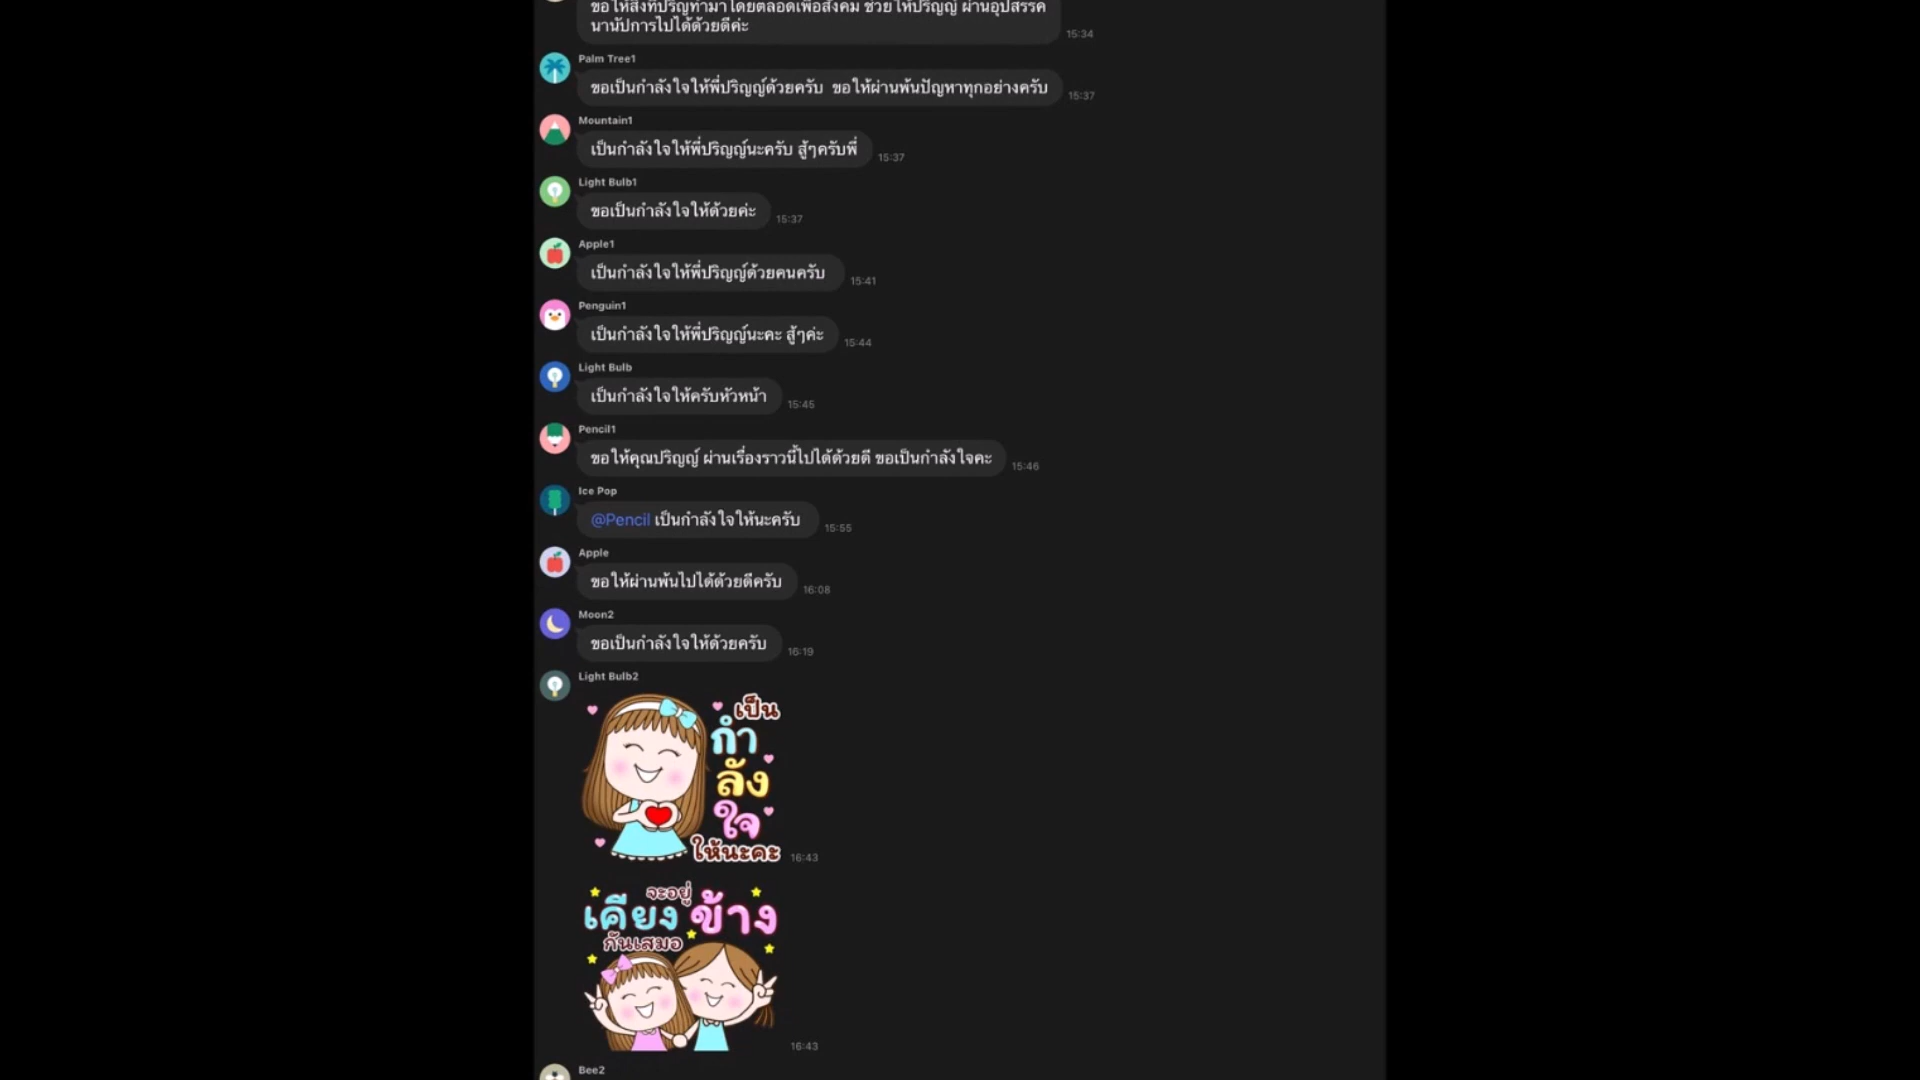 ขอให้สิ่งที่ปริญทำมาโดยตลอดเพื่อสังคม ช่วยให้ปริญญ์ ผ่านอุปสรรค
นานัปการไปได้ด้วยดีค่ะ
15:34
Palm Tree1
ขอเป็นกำลังใจให้พี่ปริญญ์ด้วยครับ ขอให้ผ่านพ้นปัญหาทุกอย่างครับ
15:37
Mountain1
เป็นกำลังใจให้พี่ปริญญ์นะครับ สู้ๆครับพี่
15:37
Light Bulb1
ขอเป็นกำลังใจให้ด้วยค่ะ
15:37
Apple1
เป็นกำลังใจให้พี่ปริญญ์ด้วยคนครับ
15:41
Penguin1
เป็นกำลังใจให้พี่ปริญญ์นะคะ สู้ๆค่ะ
15:44
Light Bulb
เป็นกำลังใจให้ครับหัวหน้า
15:45
Pencil1
ขอให้คุณปริญญ์ ผ่านเรื่องราวนี้ไปได้ด้วยดี ขอเป็นกำลังใจคะ
15:46
Ice Pop
@Pencil เป็นกำลังใจให้นะครับ
15:55
Apple
ขอให้ผ่านพ้นไปได้ด้วยดีครับ
16:08
Moon2
ขอเป็นกำลังใจให้ด้วยครับ
16:19
Light Bulb2
เป็น
กำ
ลัง
ใจ
ให้นะคะ
16:43
จะอยู่
เคียงข้าง
กันเสมอ
16:43
Bee2